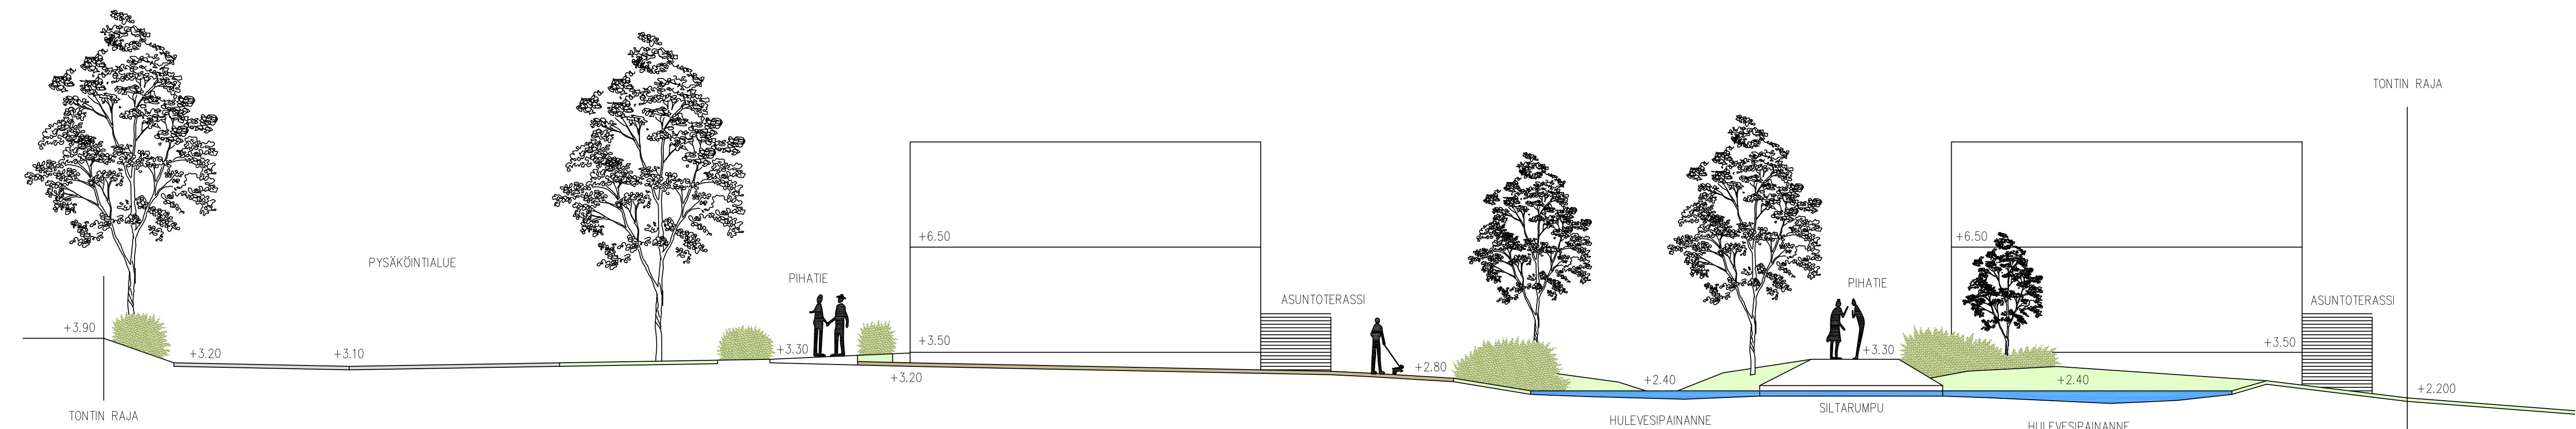 TONTIN RAJA
+6.50
+6.50
PYSÄKÖINTIALUE
PIHATIE
PIHATIE
ASUNTOTERASSI
ASUNTOTERASSI
+3.90
+3.20
+3.10
+3.30
+3.50
+3.30
+3.50
+2.80
+3.20
+2.40
+2.40
+2.200
TONTIN RAJA
HULEVESIPAINANNE
SILTARUMPU
HULEVESIPAINANNE